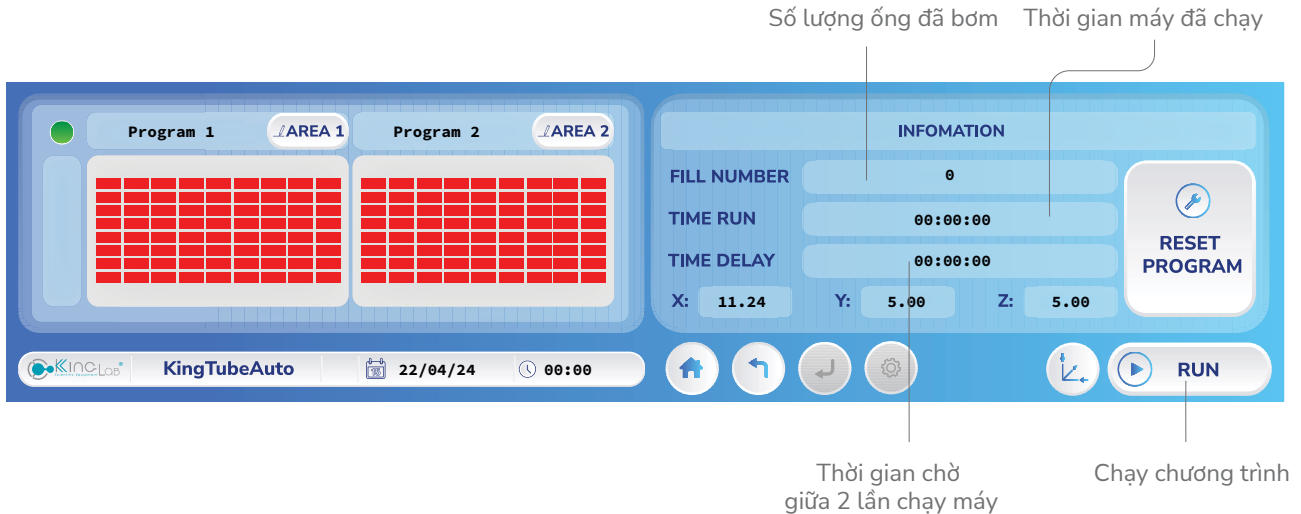 Số lượng ống đã bơm
Thời gian máy đã chạy
Program 1
AREA 1
Program 2
AREA 2
INFOMATION
FILL NUMBER
0
TIME RUN
00:00:00
TIME DELAY
00:00:00
X:
11.24
Y:
5.00
Z:
5.00
RESET
PROGRAM
KINGLAB
KingTubeAuto
22/04/24
00:00
RUN
Thời gian chờ
giữa 2 lần chạy máy
Chạy chương trình